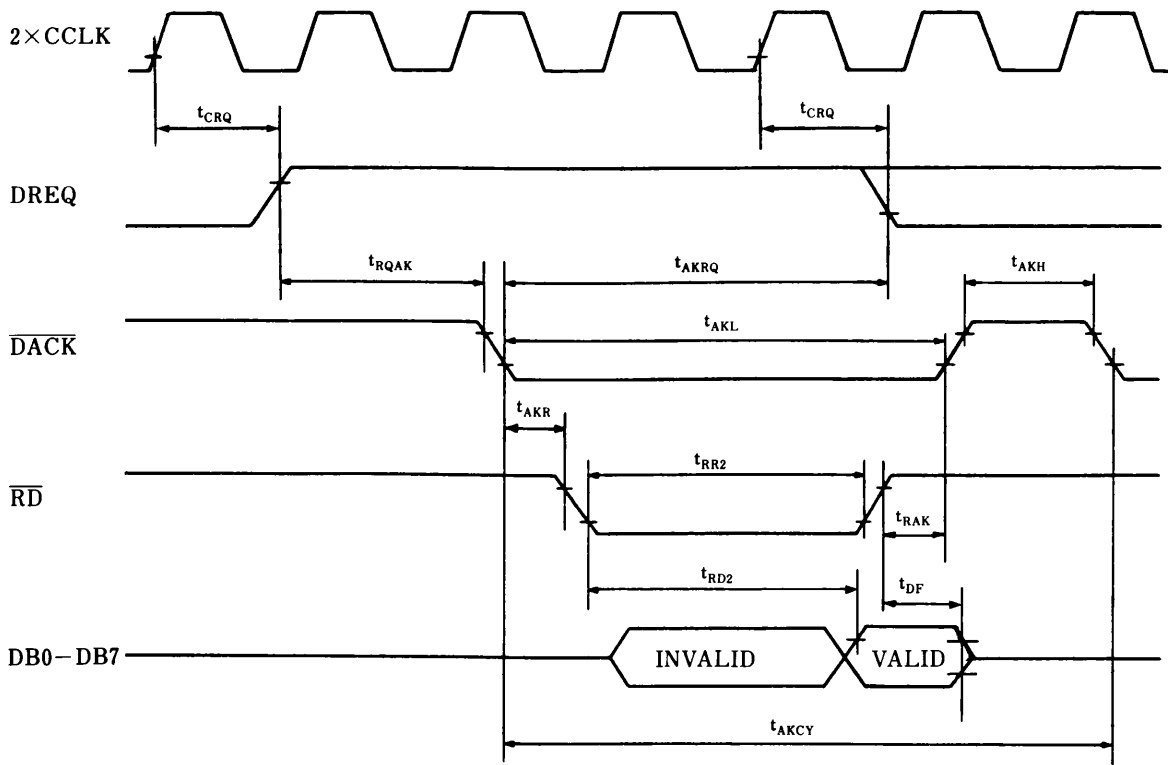 2×CCLK
tCRQ tCRQ
DREQ
tRQAK tAKRQ tAKH
DACK
tAKL
tAKR
RD
tRR2
tRAK
tRD2 tDF
DB0−DB7 INVALID VALID
tAKCY